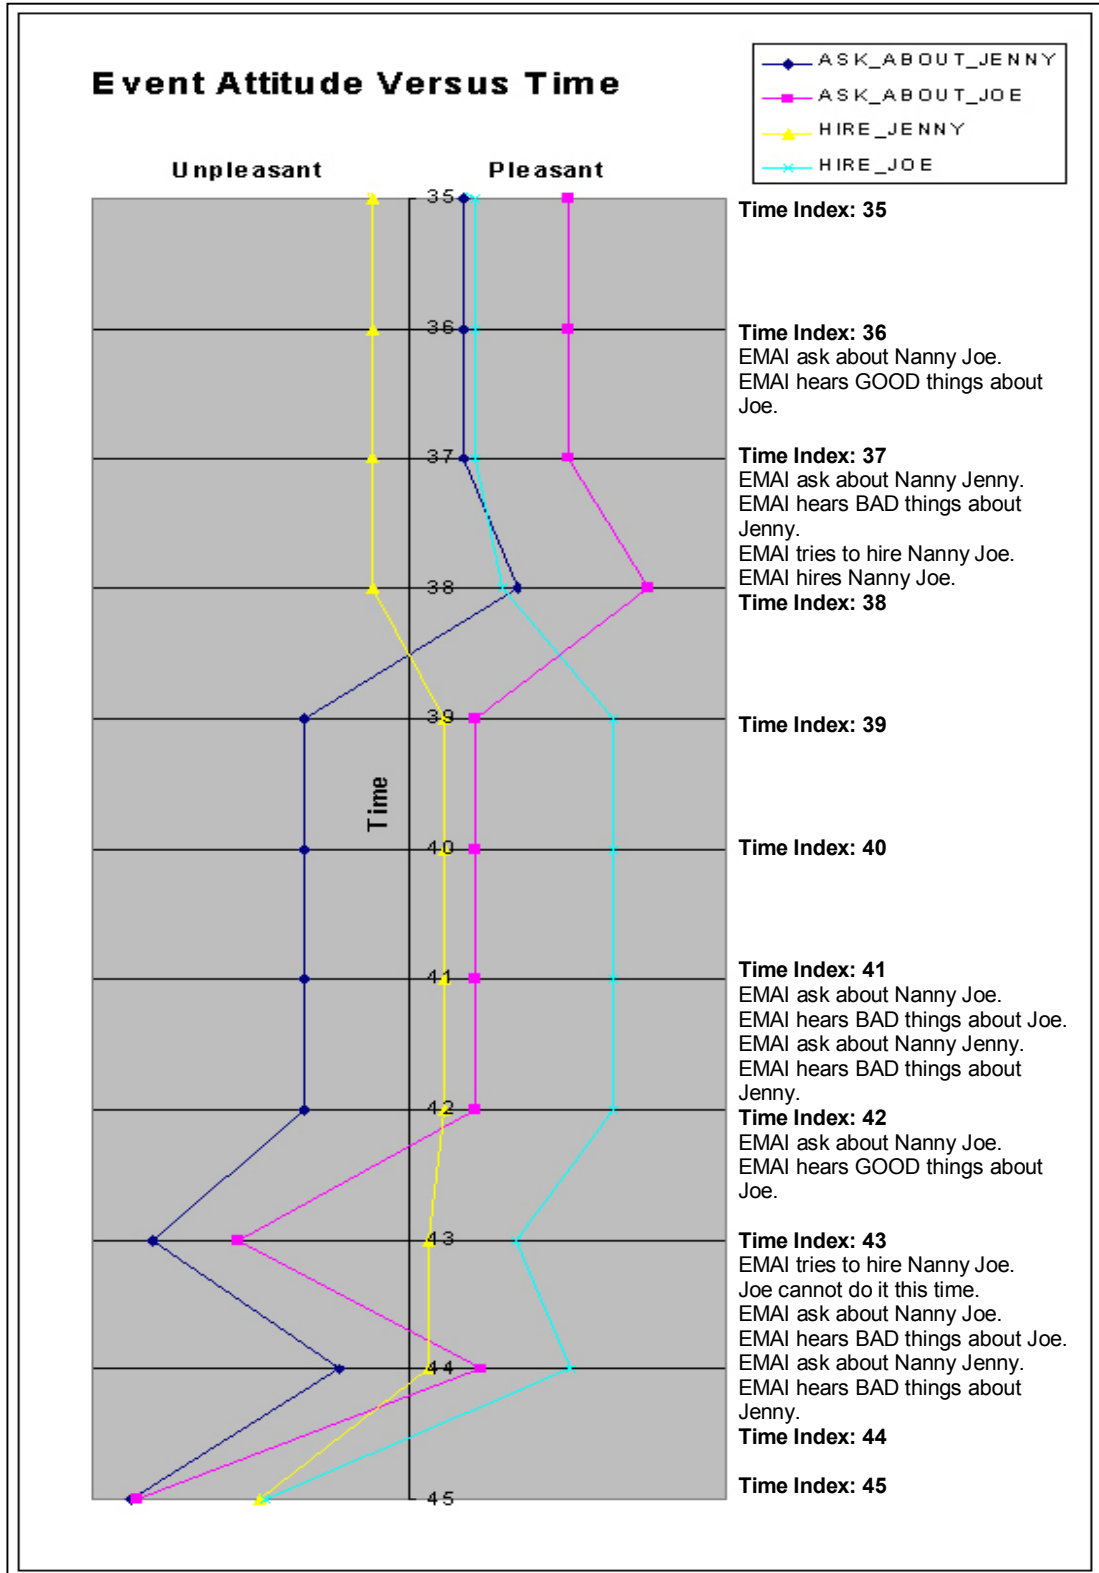 Event Attitude Versus Time
ASK_ABOUT_JENNY
ASK_ABOUT_JOE
HIRE_JENNY
HIRE_JOE
Unpleasant
Pleasant
35
36
37
38
39
40
41
42
43
44
45
Time
Time Index: 35
Time Index: 36
EMAI ask about Nanny Joe.
EMAI hears GOOD things about
Joe.
Time Index: 37
EMAI ask about Nanny Jenny.
EMAI hears BAD things about
Jenny.
EMAI tries to hire Nanny Joe.
EMAI hires Nanny Joe.
Time Index: 38
Time Index: 39
Time Index: 40
Time Index: 41
EMAI ask about Nanny Joe.
EMAI hears BAD things about Joe.
EMAI ask about Nanny Jenny.
EMAI hears BAD things about
Jenny.
Time Index: 42
EMAI ask about Nanny Joe.
EMAI hears GOOD things about
Joe.
Time Index: 43
EMAI tries to hire Nanny Joe.
Joe cannot do it this time.
EMAI ask about Nanny Joe.
EMAI hears BAD things about Joe.
EMAI ask about Nanny Jenny.
EMAI hears BAD things about
Jenny.
Time Index: 44
Time Index: 45